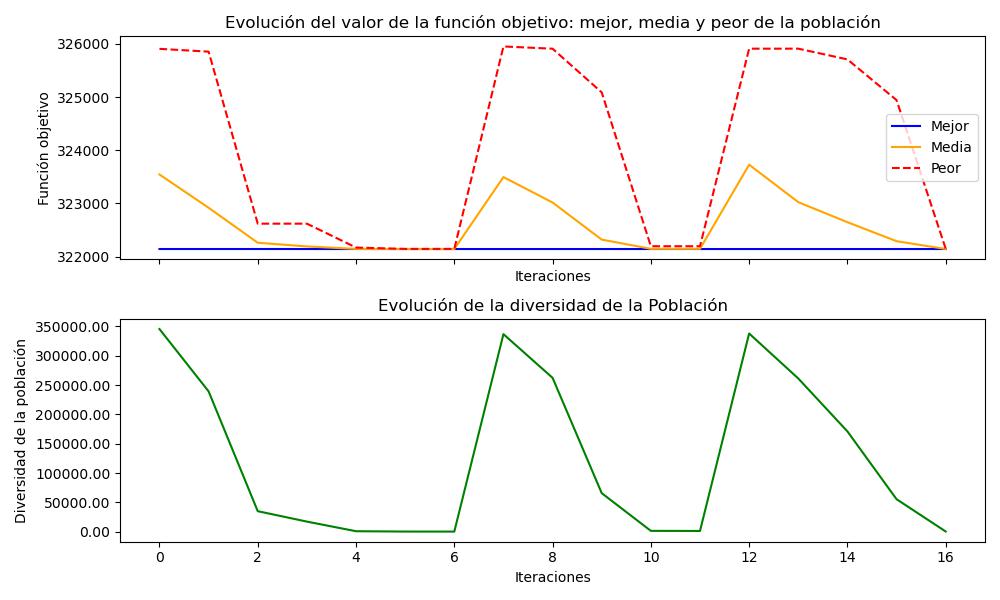 Evolución del valor de la función objetivo: mejor, media y peor de la población
Función objetivo
326000
325000
324000
323000
322000
Mejor
Media
Peor
Iteraciones
Evolución de la diversidad de la Población
Diversidad de la población
350000.00
300000.00
250000.00
200000.00
150000.00
100000.00
50000.00
0.00
0 2 4 6 8 10 12 14 16
Iteraciones